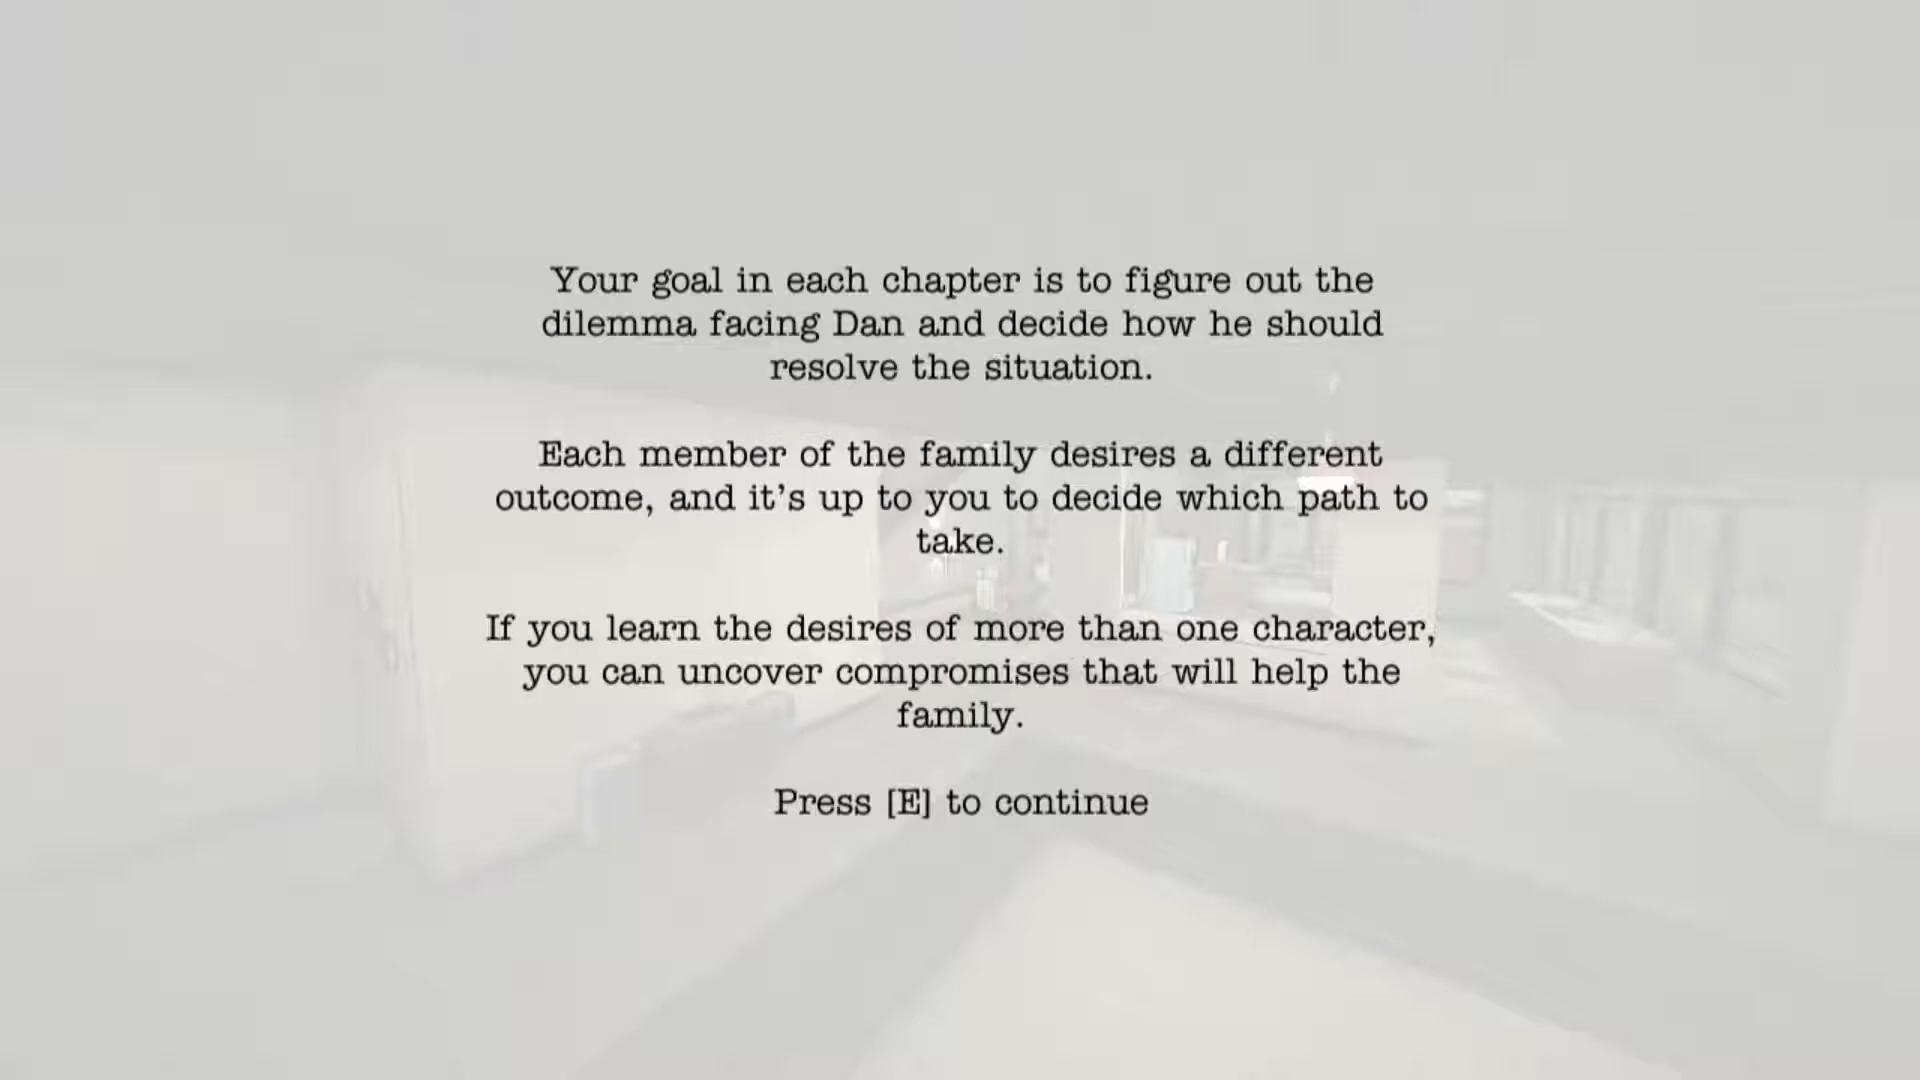 Your goal in each chapter is to figure out the
dilemma facing Dan and decide how he should
resolve the situation.
Each member of the family desires a different
outcome, and it's up to you to decide which path to
take.
If you learn the desires of more than one character,
you can uncover compromises that will help the
family.
Press [E] to continue